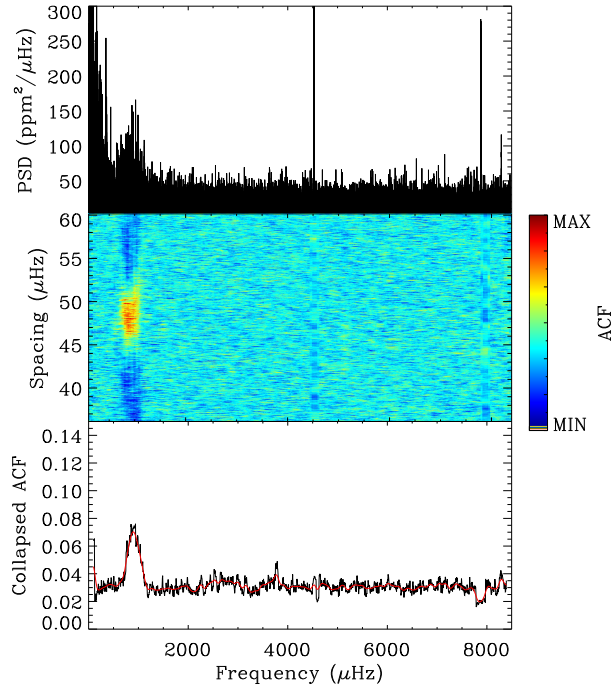 300
250
200
150
100
50
PSD (ppm²/μHz)
60
55
50
45
40
Spacing (μHz)
MAX
MIN
ACF
0.14
0.12
0.10
0.08
0.06
0.04
0.02
0.00
Collapsed ACF
2000 4000 6000 8000
Frequency (μHz)